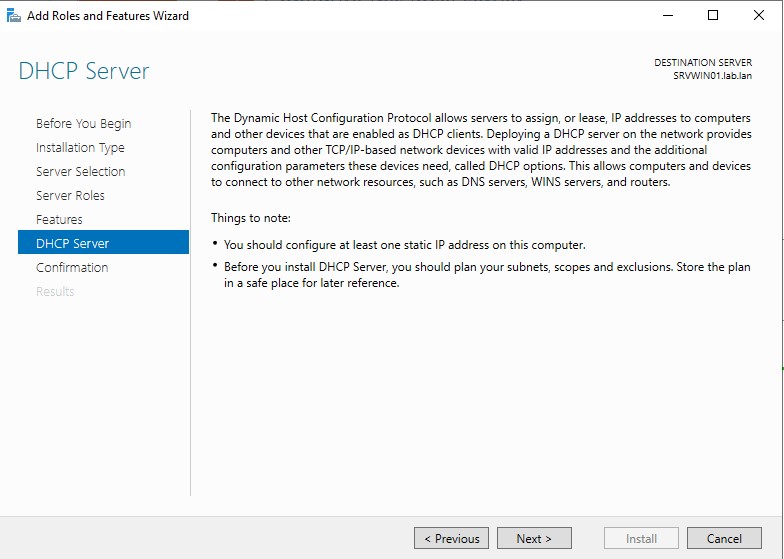 Add Roles and Features Wizard
DHCP Server
DESTINATION SERVER
SRVWIN01.lab.lan
Before You Begin
Installation Type
Server Selection
Server Roles
Features
DHCP Server
Confirmation
Results
The Dynamic Host Configuration Protocol allows servers to assign, or lease, IP addresses to computers
and other devices that are enabled as DHCP clients. Deploying a DHCP server on the network provides
computers and other TCP/IP-based network devices with valid IP addresses and the additional
configuration parameters these devices need, called DHCP options. This allows computers and devices
to connect to other network resources, such as DNS servers, WINS servers, and routers.
Things to note:
• You should configure at least one static IP address on this computer.
• Before you install DHCP Server, you should plan your subnets, scopes and exclusions. Store the plan
in a safe place for later reference.
< Previous
Next >
Install
Cancel